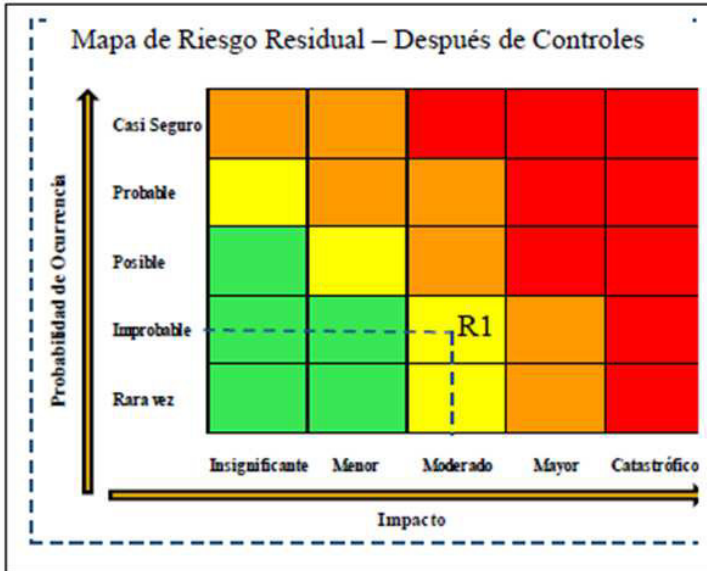 Mapa de Riesgo Residual – Después de Controles
Probabilidad de Ocurrencia
Casi Seguro
Probable
Posible
Improbable
R1
Rara vez
Insignificante Menor Moderado Mayor Catastrófico
Impacto